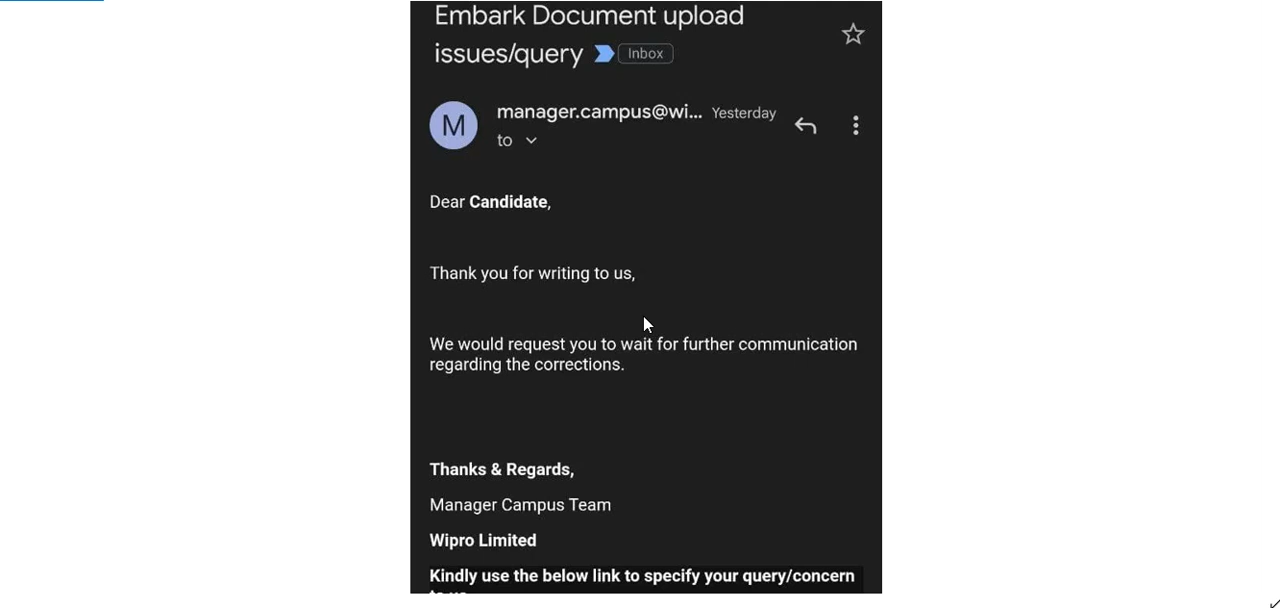 Embark Document upload
issues/query Inbox
M
manager.campus@wi... Yesterday
to
Dear Candidate,
Thank you for writing to us,
We would request you to wait for further communication
regarding the corrections.
Thanks & Regards,
Manager Campus Team
Wipro Limited
Kindly use the below link to specify your query/concern